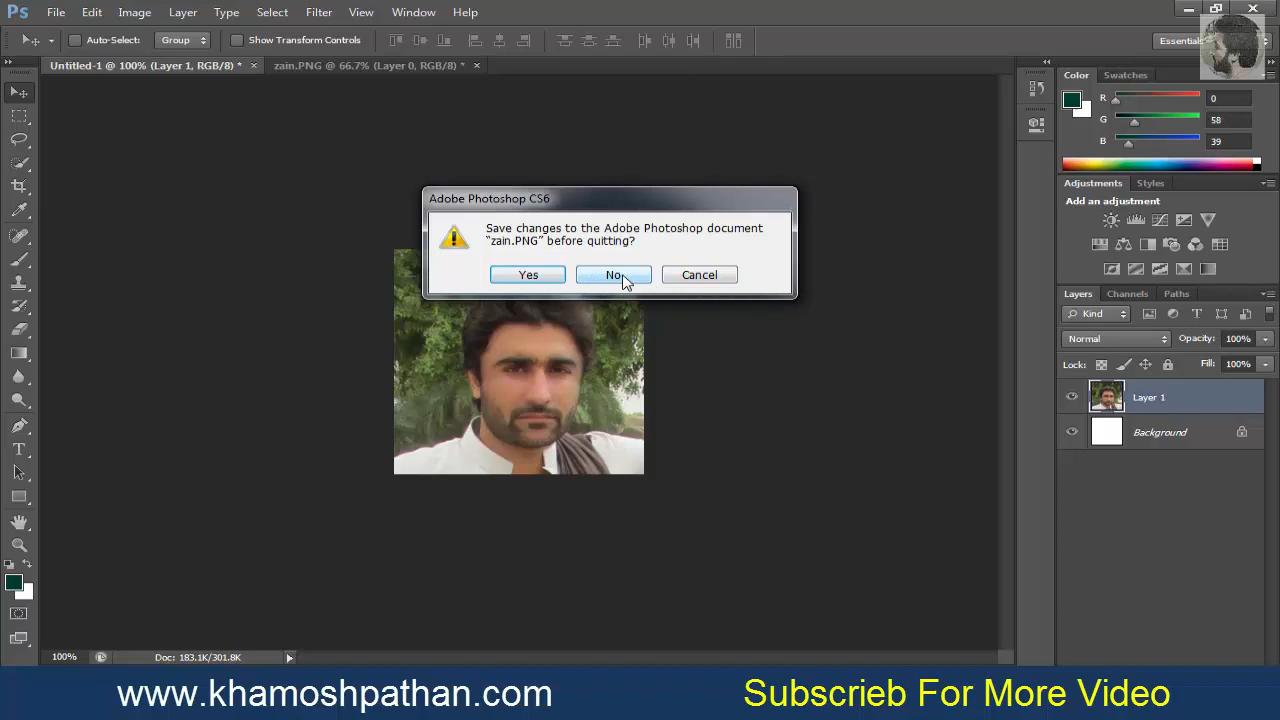 Ps File Edit Image Layer Type Select Filter View Window Help
Auto-Select: Group Show Transform Controls Essentials
Untitled-1 @ 100% (Layer 1, RGB/8) * × zain.PNG @ 66.7% (Layer 0, RGB/8) * ×
Adobe Photoshop CS6
Save changes to the Adobe Photoshop document
“zain.PNG” before quitting?
Yes No Cancel
Color Swatches
R 0
G 58
B 39
Adjustments Styles
Add an adjustment
Layers Channels Paths
Kind
Normal Opacity: 100%
Lock: Fill: 100%
Layer 1
Background
100% Doc: 183.1K/301.8K
www.khamoshpathan.com Subscrieb For More Video